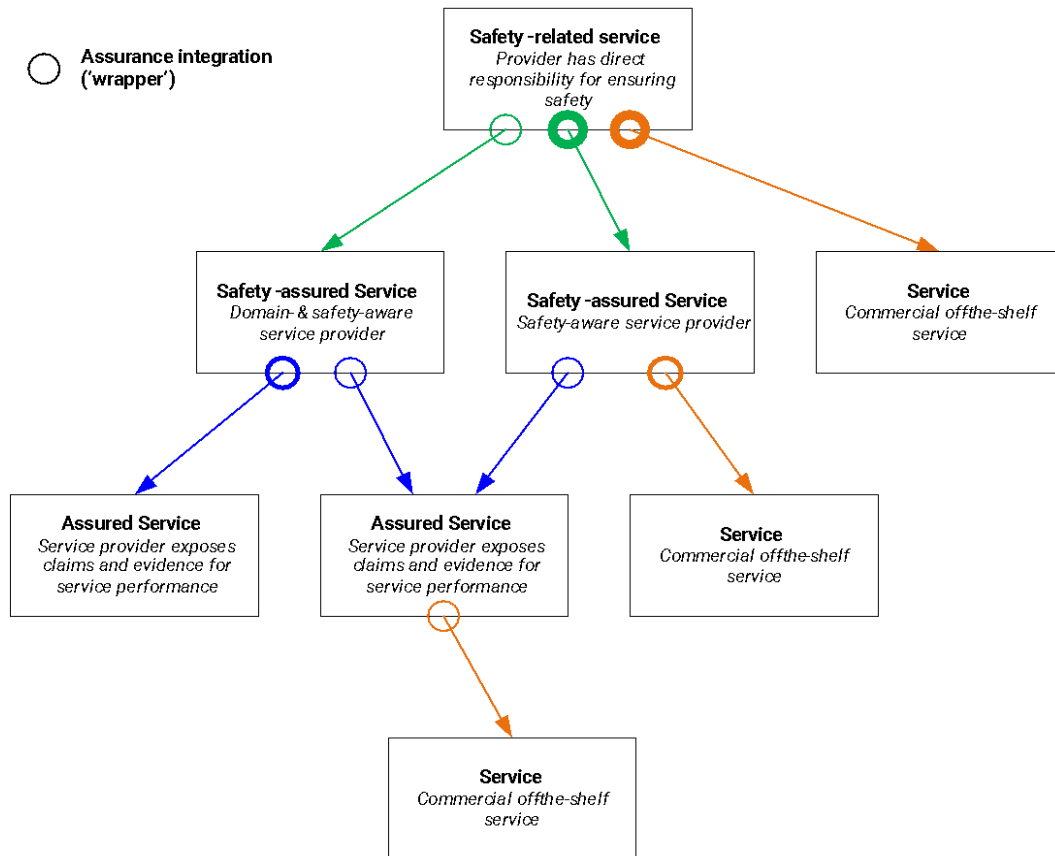 Assurance integration
('wrapper')
Safety -related service
Provider has direct
responsibility for ensuring
safety
Safety -assured Service
Domain- & safety-aware
service provider
Safety -assured Service
Safety-aware service provider
Service
Commercial offthe-shelf
service
Assured Service
Service provider exposes
claims and evidence for
service performance
Assured Service
Service provider exposes
claims and evidence for
service performance
Service
Commercial offthe-shelf
service
Service
Commercial offthe-shelf
service